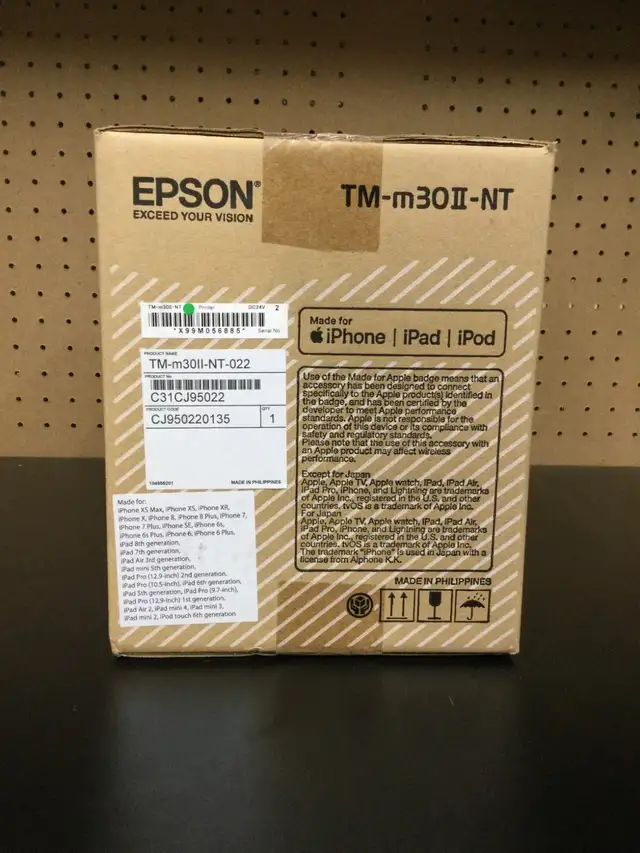 EPSON®
EXCEED YOUR VISION
TM-m30II-NT
TM-m30II-NT Printer DC24V 2
*X99M056885* Serial No
PRODUCT NAME
TM-m30II-NT-022
PRODUCT No
C31CJ95022
PRODUCT CODE
CJ950220135
QTY
1
MADE IN PHILIPPINES
Made for
iPhone | iPad | iPod
Use of the Made for Apple badge means that an
accessory has been designed to connect
specifically to the Apple product(s) identified in
the badge, and has been certified by the
developer to meet Apple performance
standards. Apple is not responsible for the
operation of this device or its compliance with
safety and regulatory standards.
Please note that the use of this accessory with
an Apple product may affect wireless
performance.
Except for Japan
Apple, Apple TV, Apple watch, iPad, iPad Air,
iPad Pro, iPhone, and Lightning are trademarks
of Apple Inc., registered in the U.S. and other
countries. tvOS is a trademark of Apple Inc.
For Japan
Apple, Apple TV, Apple watch, iPad, iPad Air,
iPad Pro, iPhone, and Lightning are trademarks
of Apple Inc., registered in the U.S. and other
countries. tvOS is a trademark of Apple Inc.
The trademark "iPhone" is used in Japan with a
license from Aiphone K.K.
Made for:
iPhone XS Max, iPhone XS, iPhone XR,
iPhone X, iPhone 8, iPhone 8 Plus, iPhone 7,
iPhone 7 Plus, iPhone SE, iPhone 6s,
iPhone 6s Plus, iPhone 6, iPhone 6 Plus,
iPad 8th generation,
iPad 7th generation,
iPad Air 3rd generation,
iPad mini 5th generation,
iPad Pro (12.9-inch) 2nd generation,
iPad Pro (10.5-inch), iPad 6th generation,
iPad 5th generation, iPad Pro (9.7-inch),
iPad Pro (12.9-inch) 1st generation,
iPad Air 2, iPad mini 4, iPad mini 3,
iPad mini 2, iPod touch 6th generation
MADE IN PHILIPPINES